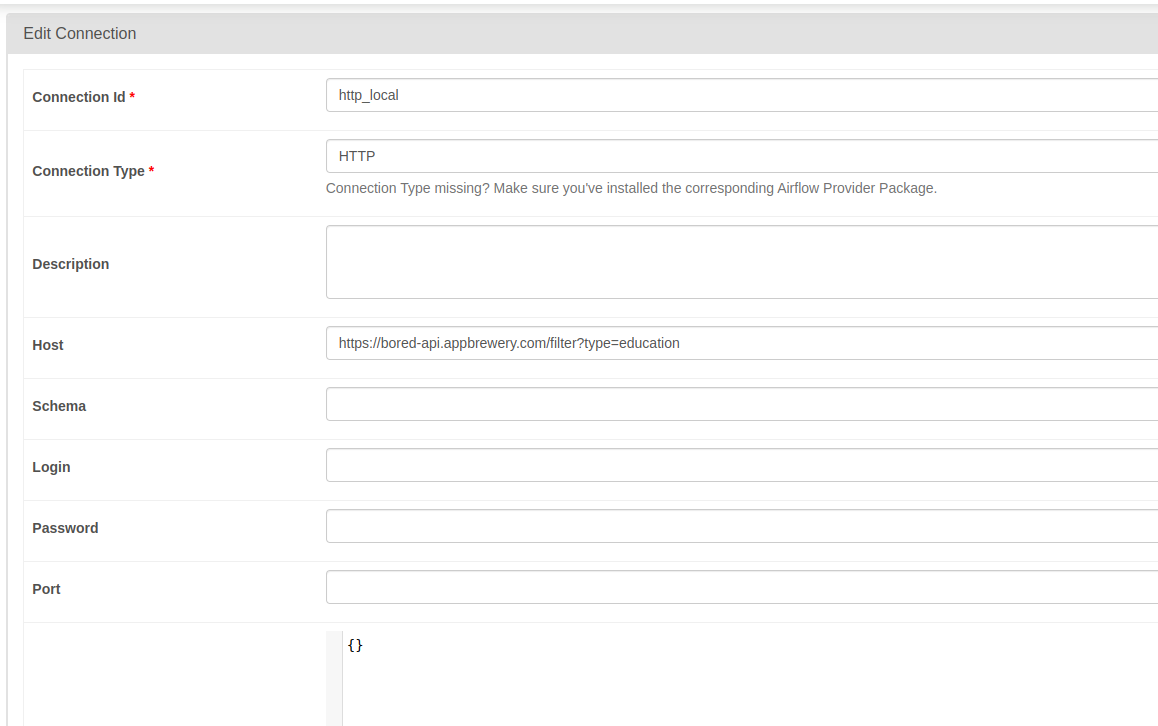 Edit Connection
Connection Id *
http_local
Connection Type *
HTTP
Connection Type missing? Make sure you've installed the corresponding Airflow Provider Package.
Description
Host
https://bored-api.appbrewery.com/filter?type=education
Schema
Login
Password
Port
{}